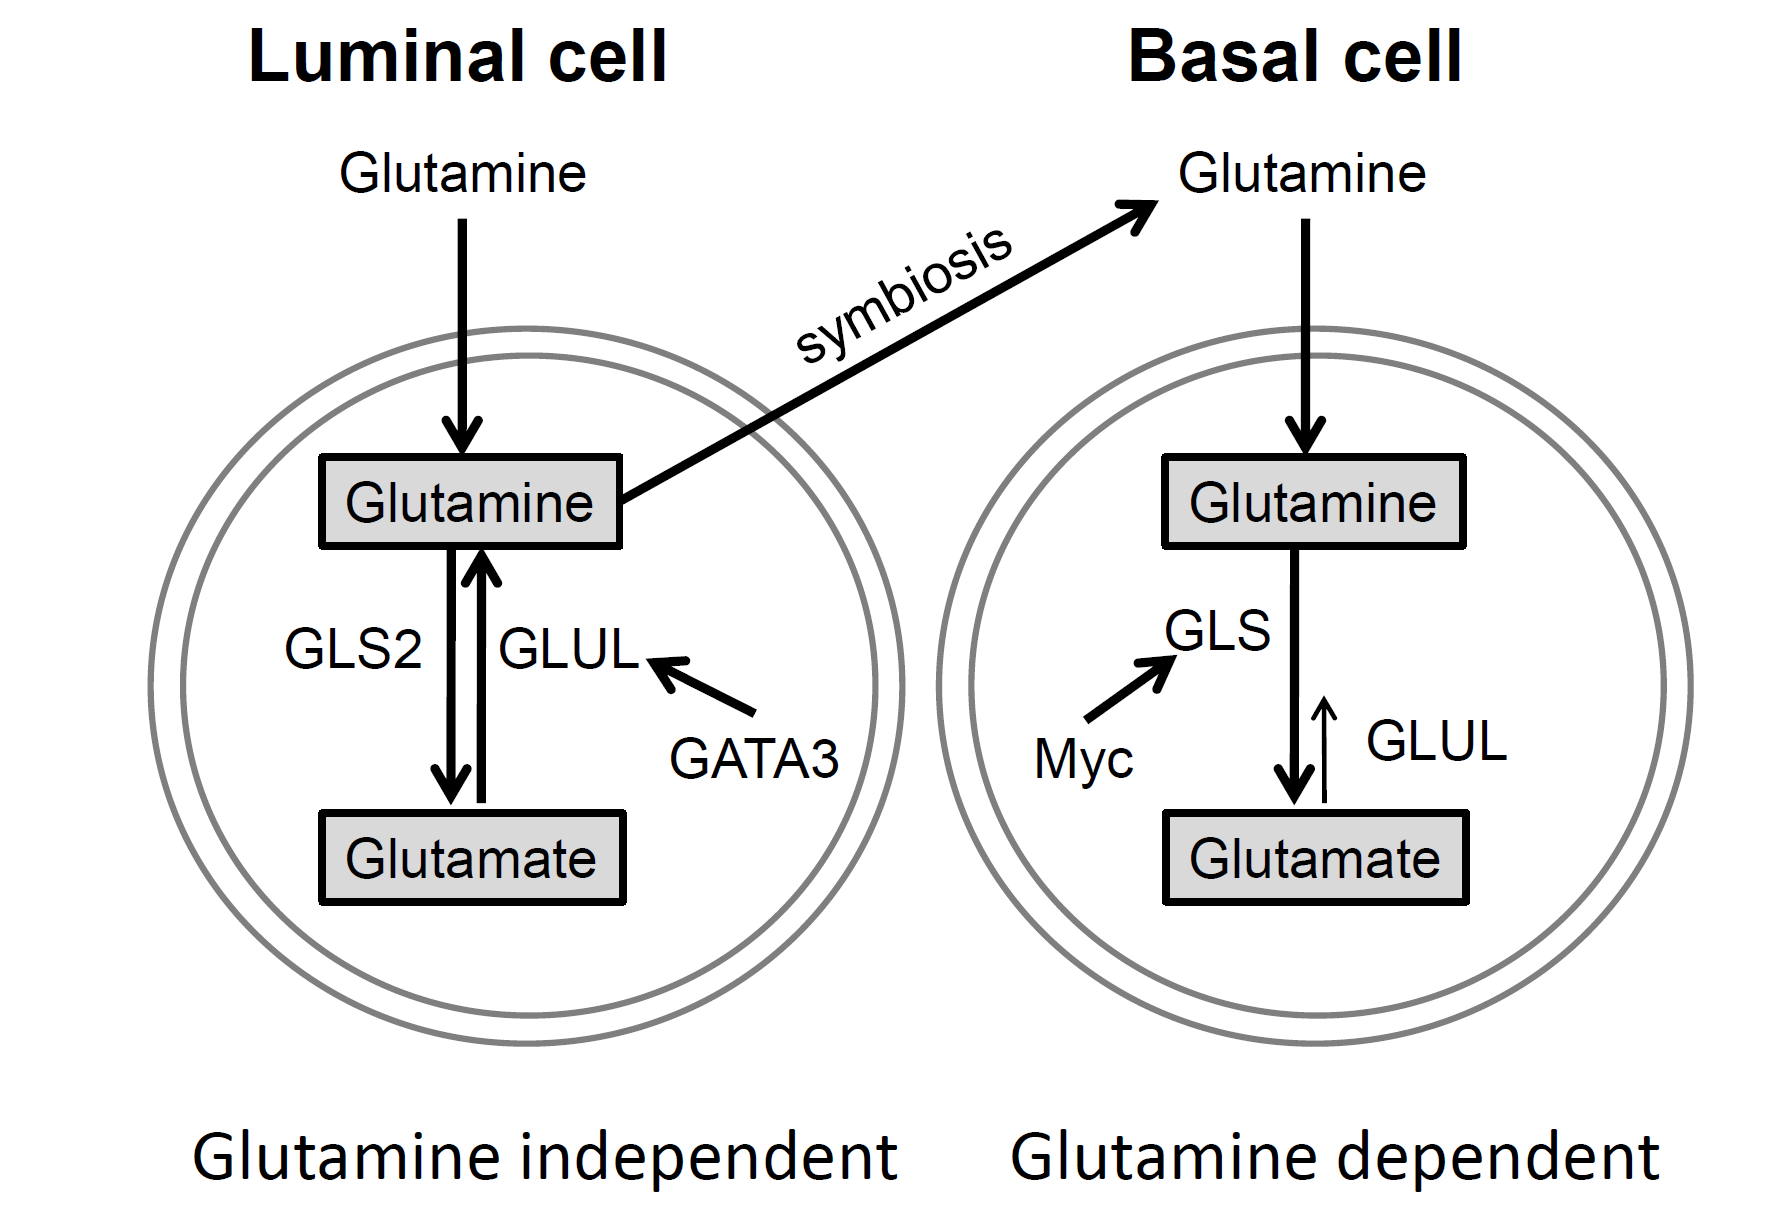 Luminal cell
Basal cell
Glutamine
Glutamine
symbiosis
Glutamine
Glutamine
GLS2
GLUL
GLS
GATA3
Myc
GLUL
Glutamate
Glutamate
Glutamine independent
Glutamine dependent